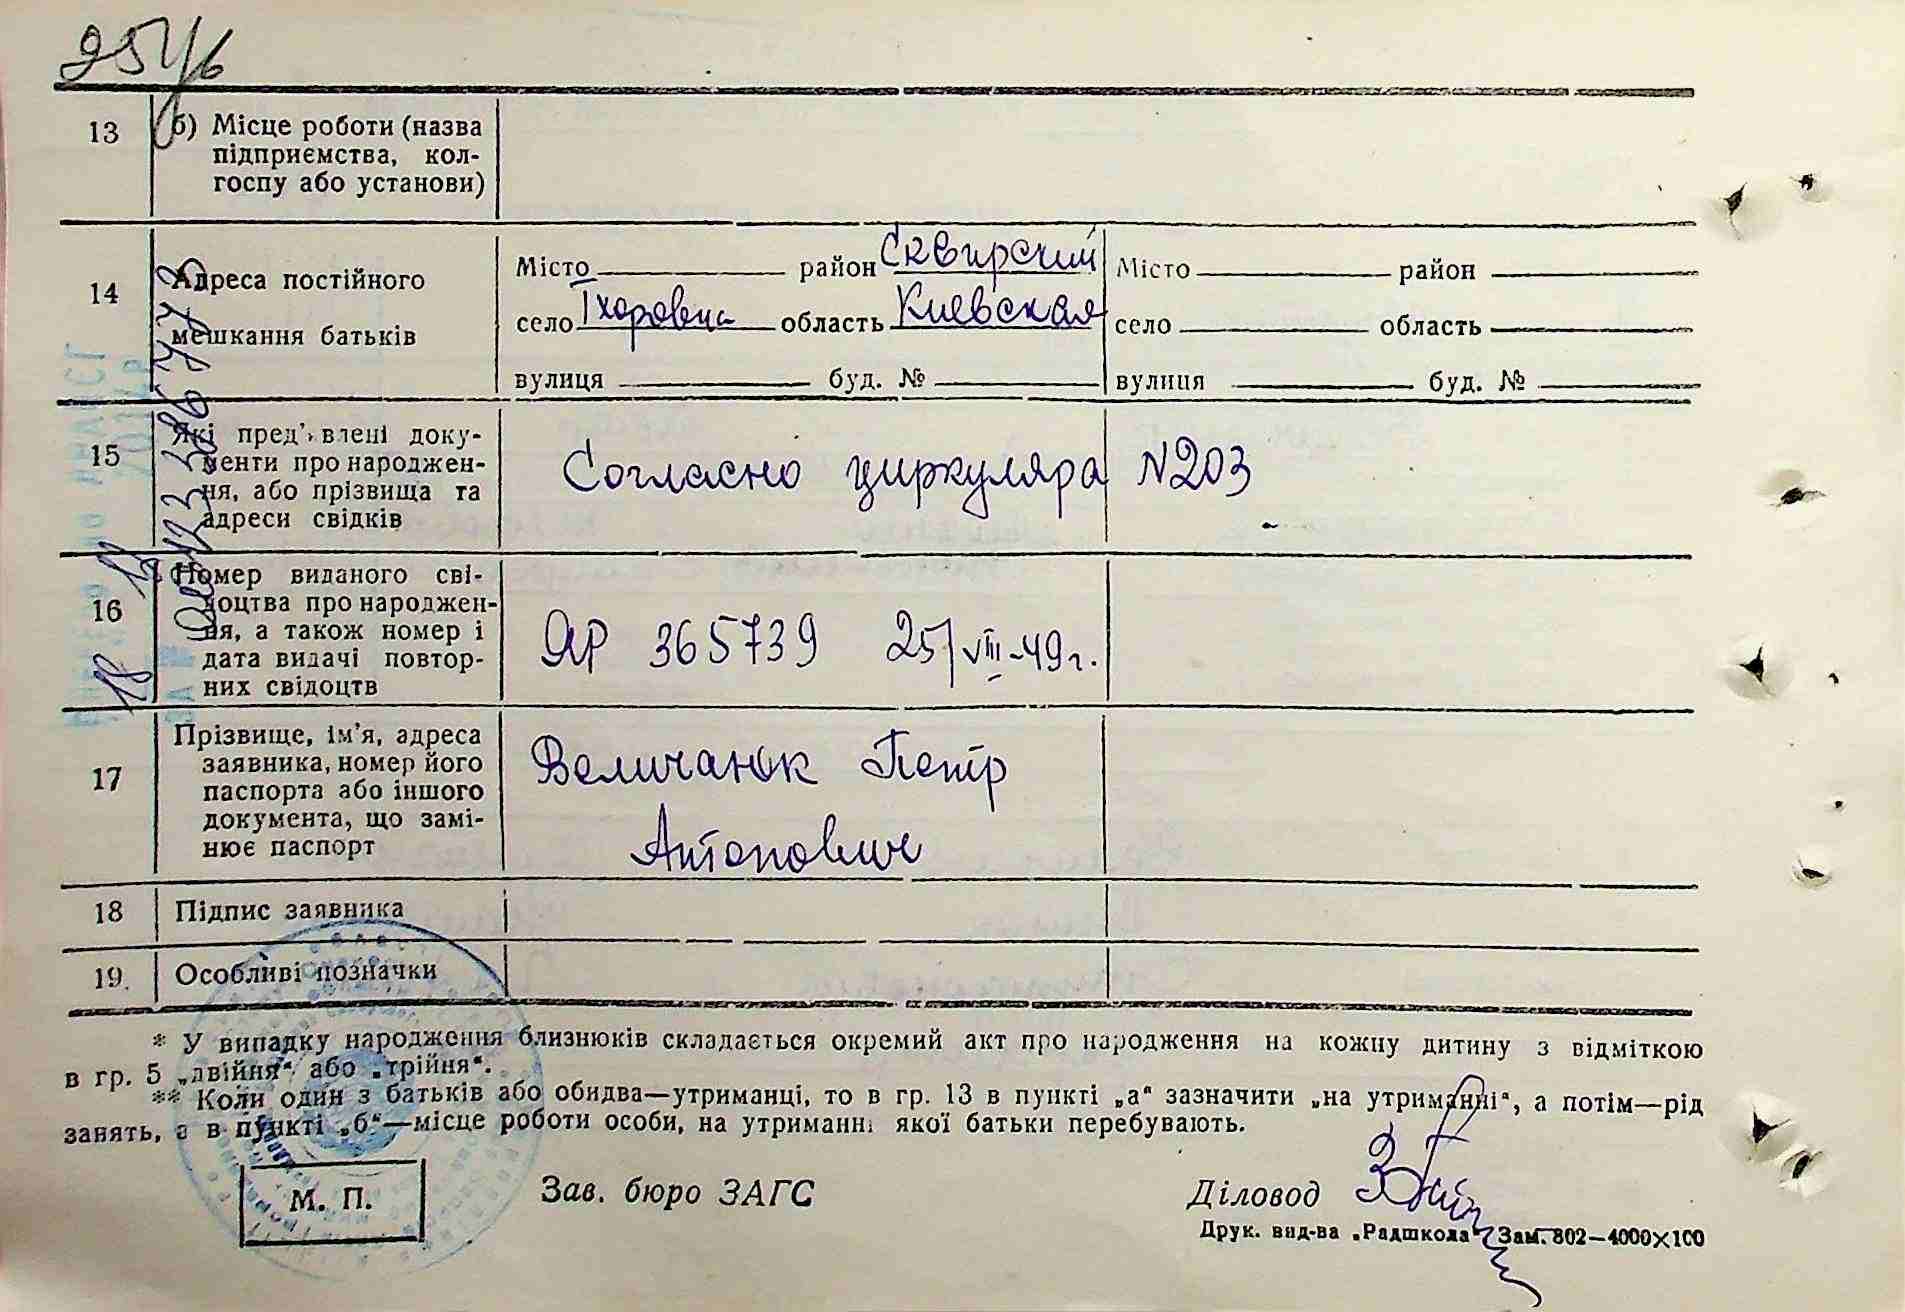 13
б) Місце роботи (назва
підприємства, кол-
госпу або установи)
14
Адреса постійного
мешкання батьків
Місто район Сквирский
село Тхоровка область Киевская
вулиця буд. №
Місто район
село область
вулиця буд. №
15
Які пред'явлені доку-
менти про народжен-
ня, або прізвища та
адреси свідків
Согласно циркуляра N203
16
Номер виданого сві-
доцтва про народжен-
ня, а також номер і
дата видачі повтор-
них свідоцтв
ЯР 365739 25/VIII-49г.
17
Прізвище, ім'я, адреса
заявника, номер його
паспорта або іншого
документа, що замі-
нює паспорт
Величанюк Петр
Антонович
18
Підпис заявника
19.
Особливі позначки
* У випадку народження близнюків складається окремий акт про народження на кожну дитину з відміткою
в гр. 5 „двійня“ або „трійня“.
** Коли один з батьків або обидва—утриманці, то в гр. 13 в пункті „а“ зазначити „на утриманні“, а потім—рід
занять, а в пункті „б“—місце роботи особи, на утриманні якої батьки перебувають.
М. П.
Зав. бюро ЗАГС
Діловод
Друк. вид-ва „Радшкола“ Зам. 802—4000×100